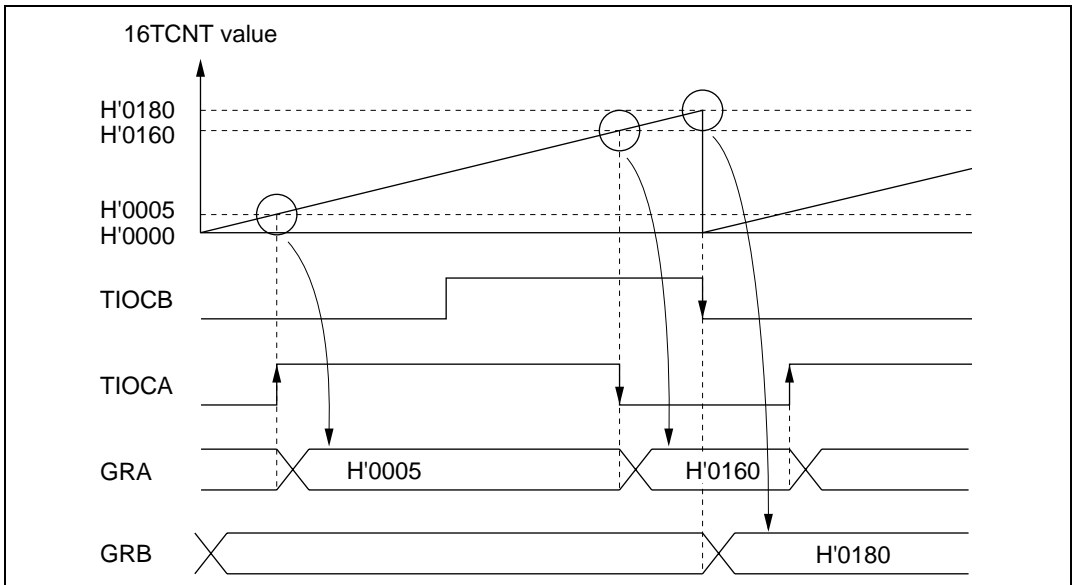 16TCNT value
H'0180
H'0160
H'0005
H'0000
TIOCB
TIOCA
GRA H'0005 H'0160
GRB H'0180